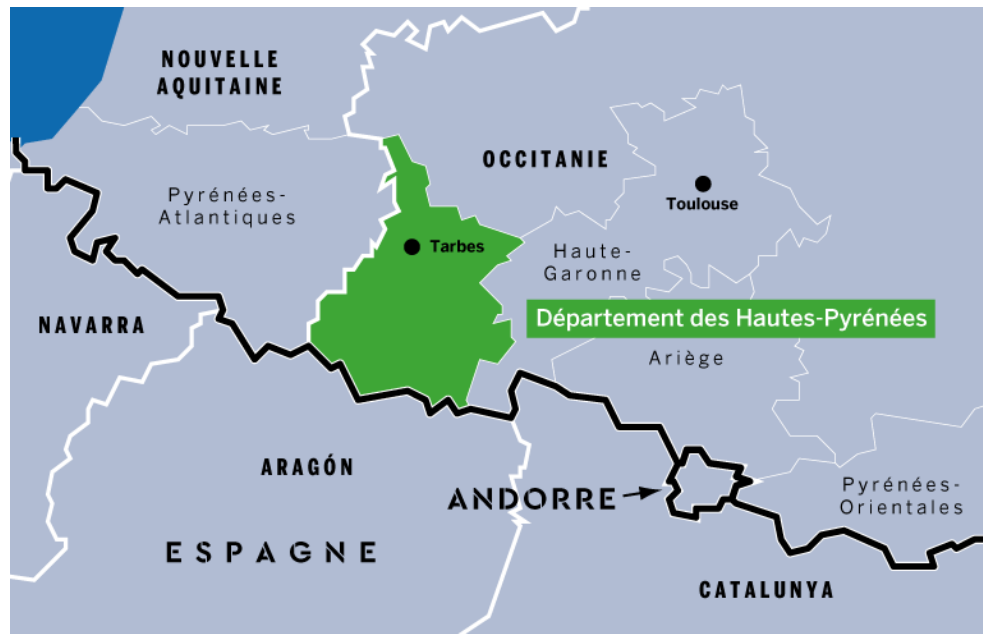 NOUVELLE
AQUITAINE
OCCITANIE
Pyrénées-
Atlantiques
Toulouse
Tarbes
Haute-
Garonne
NAVARRA
Département des Hautes-Pyrénées
Ariège
ARAGÓN
ANDORRE
Pyrénées-
Orientales
ESPAGNE
CATALUNYA